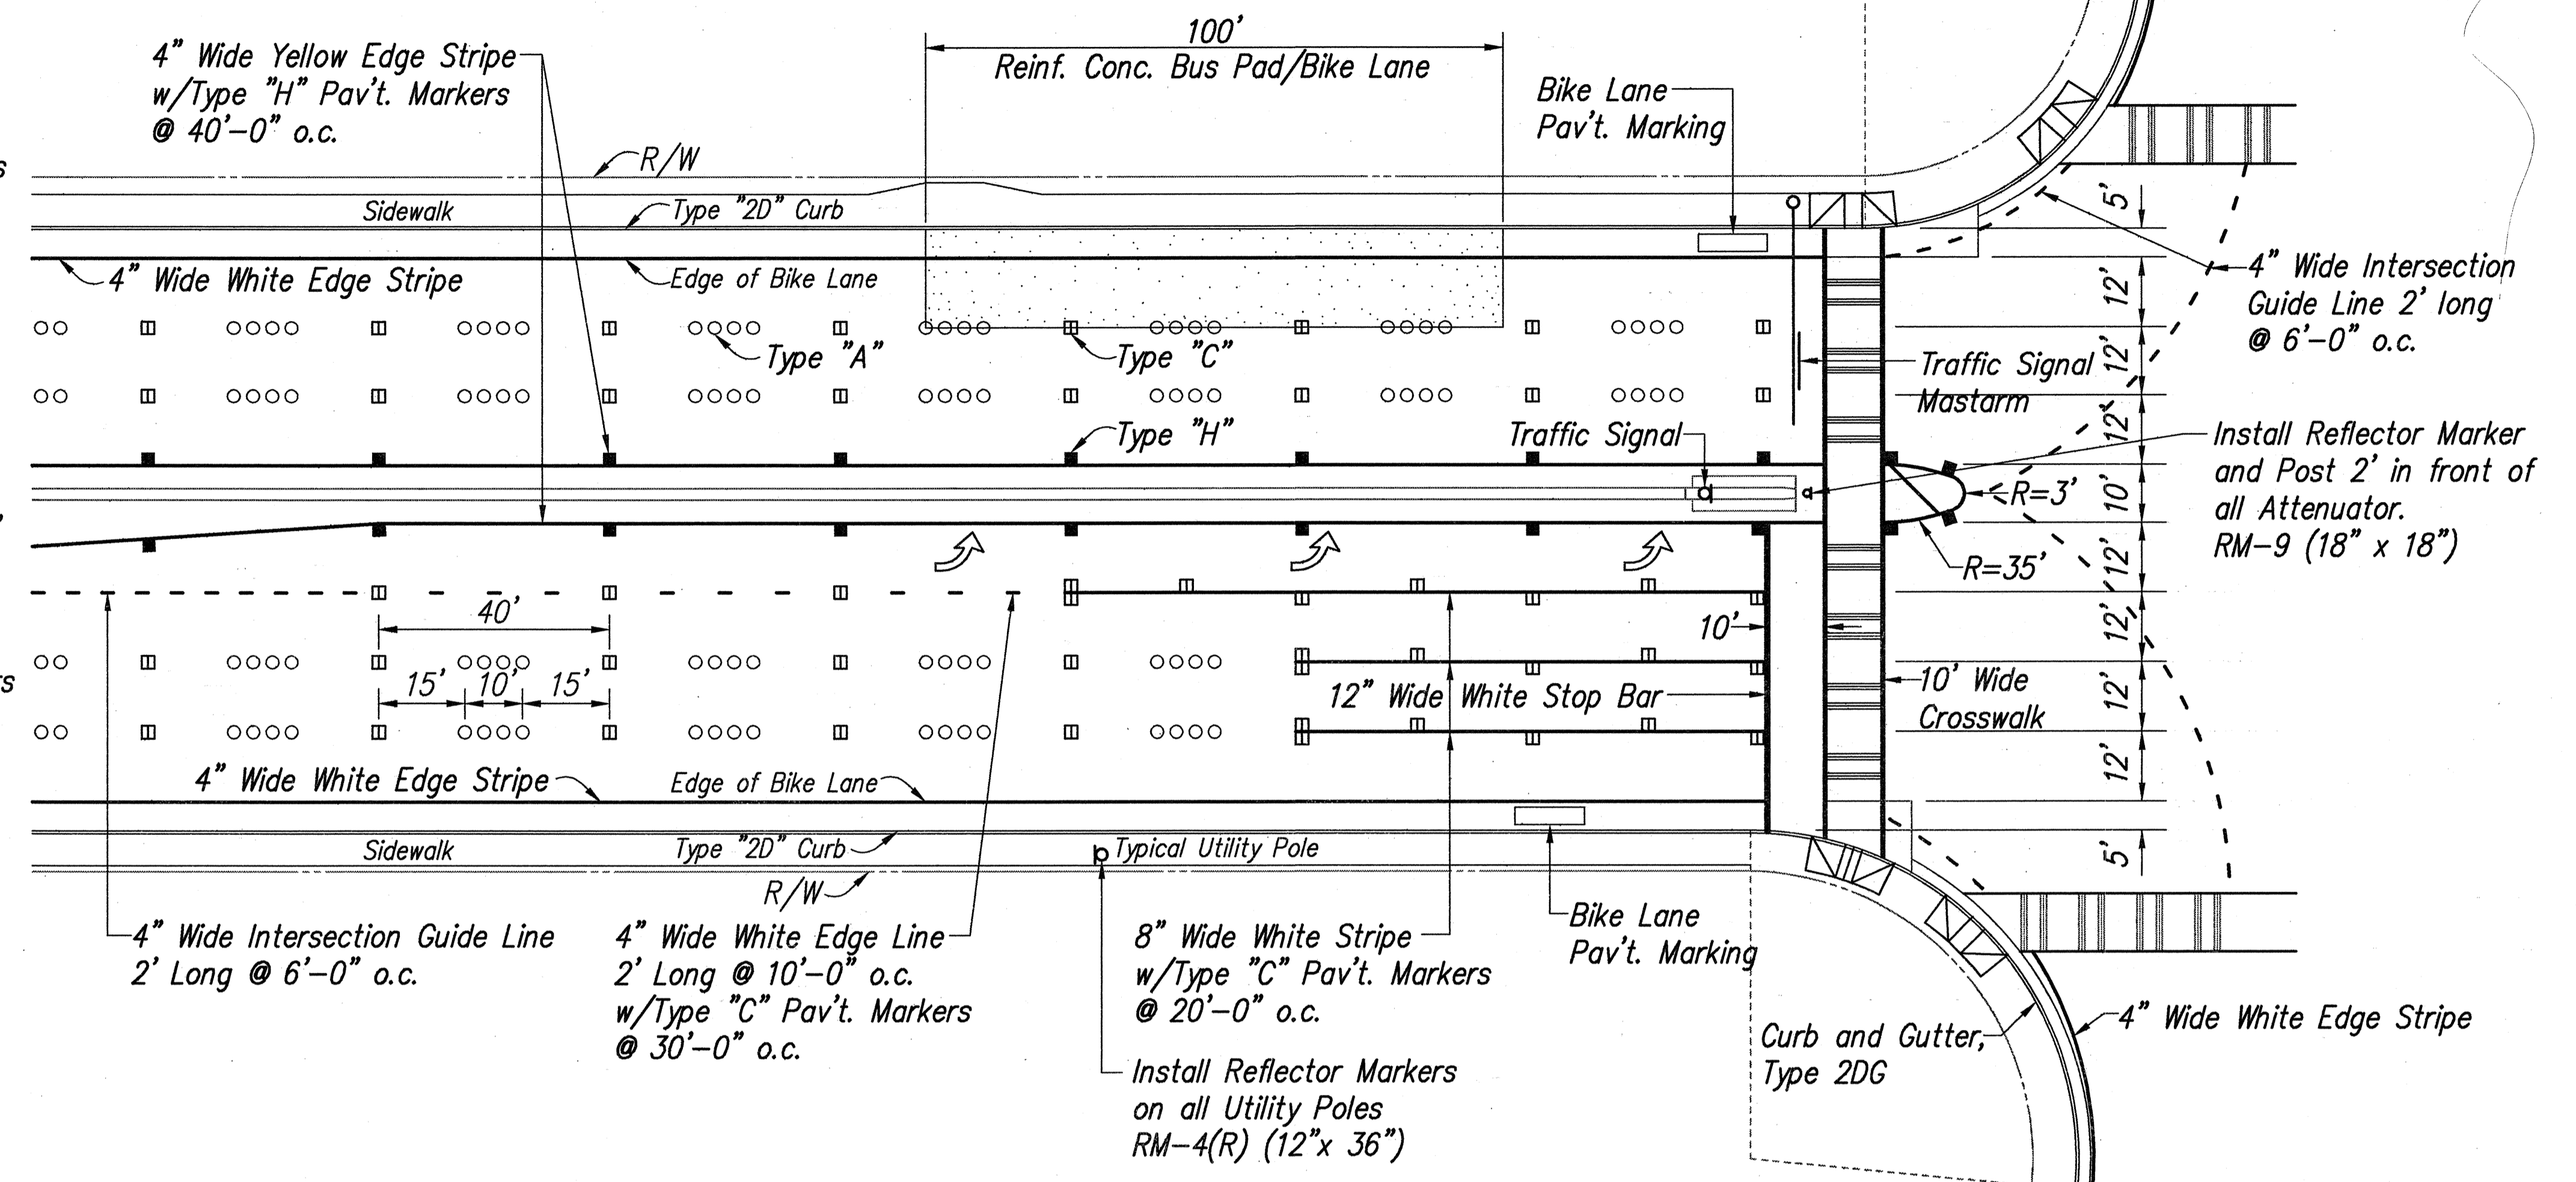 100'
Reinf. Conc. Bus Pad/Bike Lane
4" Wide Yellow Edge Stripe
w/Type "H" Pav't. Markers
@ 40'-0" o.c.
Bike Lane
Pav't. Marking
R/W
Sidewalk
Type "2D" Curb
5'
4" Wide White Edge Stripe
Edge of Bike Lane
12'
4" Wide Intersection
Guide Line 2' long
@ 6'-0" o.c.
Type "A"
Type "C"
12'
Traffic Signal
Mastarm
Type "H"
Traffic Signal
12'
Install Reflector Marker
and Post 2' in front of
all Attenuator.
RM-9 (18" x 18")
10'
R=3'
R=35'
12'
40'
10'
12'
15'
10'
15'
12" Wide White Stop Bar
12'
10' Wide
Crosswalk
4" Wide White Edge Stripe
Edge of Bike Lane
12'
Sidewalk
Type "2D" Curb
Typical Utility Pole
5'
R/W
4" Wide Intersection Guide Line
2' Long @ 6'-0" o.c.
4" Wide White Edge Line
2' Long @ 10'-0" o.c.
w/Type "C" Pav't. Markers
@ 30'-0" o.c.
8" Wide White Stripe
w/Type "C" Pav't. Markers
@ 20'-0" o.c.
Bike Lane
Pav't. Marking
Install Reflector Markers
on all Utility Poles
RM-4(R) (12"x 36")
Curb and Gutter,
Type 2DG
4" Wide White Edge Stripe